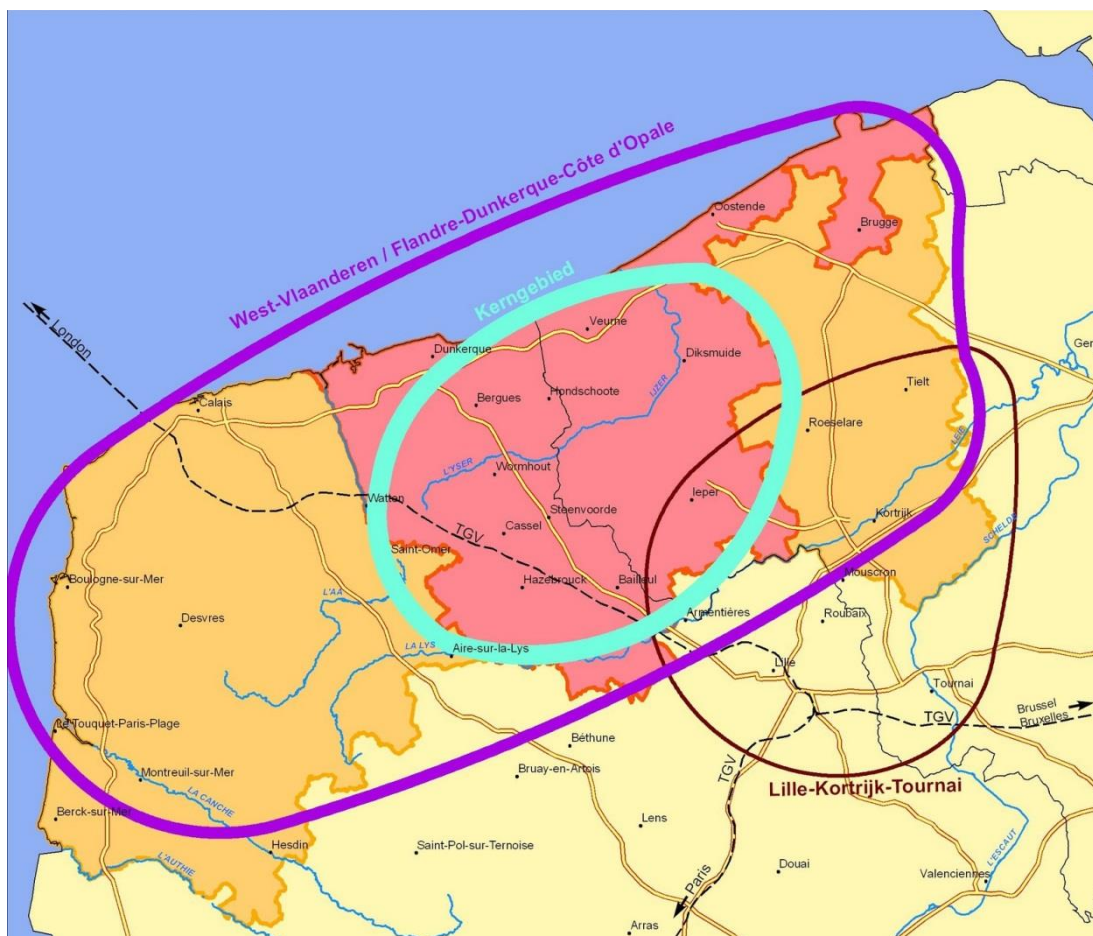 West-Vlaanderen / Flandre-Dunkerque-Côte d'Opale
Oostende
Brugge
Kerngebied
London
Veurne
Dunkerque
Diksmuide
IJZER
Gen
Tielt
Calais
Bergues
Hondschoote
Roeselare
LEIE
L'YSER
Wormhout
Ieper
Watten
Steenvoorde
Kortrijk
SCHELDE
TGV
Cassel
Saint-Omer
Boulogne-sur-Mer
Hazebrouck
Bailleul
Mouscron
L'AA
Desvres
Armentières
Roubaix
LA LYS
Aire-sur-la-Lys
Lille
Tournai
Le Touquet-Paris-Plage
TGV
Brussel
Bruxelles
Béthune
TGV
Montreuil-sur-Mer
Bruay-en-Artois
Lille-Kortrijk-Tournai
LA CANCHE
Berck-sur-Mer
Lens
Hesdin
Saint-Pol-sur-Ternoise
L'AUTHIE
Douai
Valenciennes
L'ESCAUT
Paris
Arras